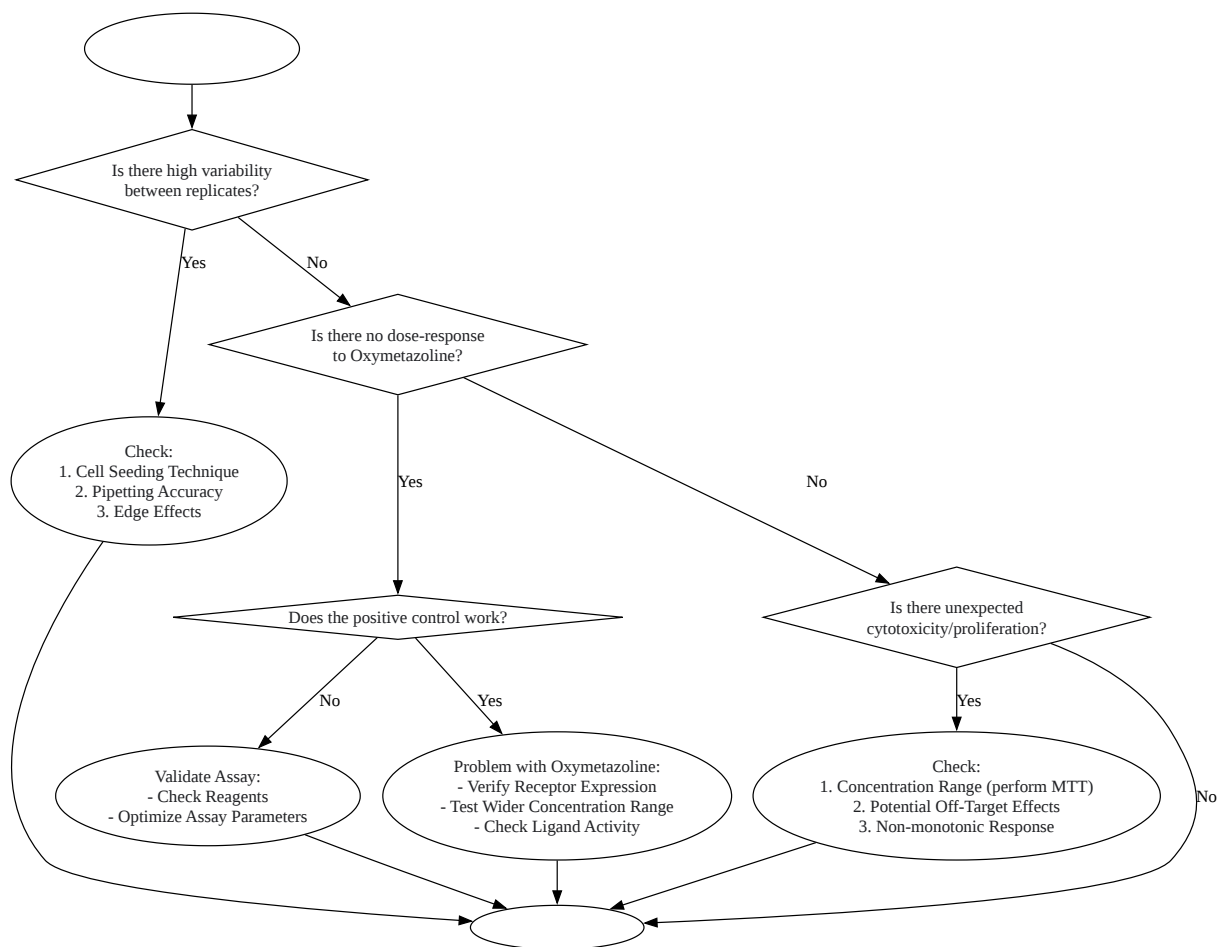 Is there high variability
between replicates?
Yes
No
Is there no dose-response
to Oxymetazoline?
Check:
1. Cell Seeding Technique
2. Pipetting Accuracy
3. Edge Effects
Yes
No
Does the positive control work?
Is there unexpected
cytotoxicity/proliferation?
No
Yes
Yes
Validate Assay:
- Check Reagents
- Optimize Assay Parameters
Problem with Oxymetazoline:
- Verify Receptor Expression
- Test Wider Concentration Range
- Check Ligand Activity
Check:
1. Concentration Range (perform MTT)
2. Potential Off-Target Effects
3. Non-monotonic Response
No